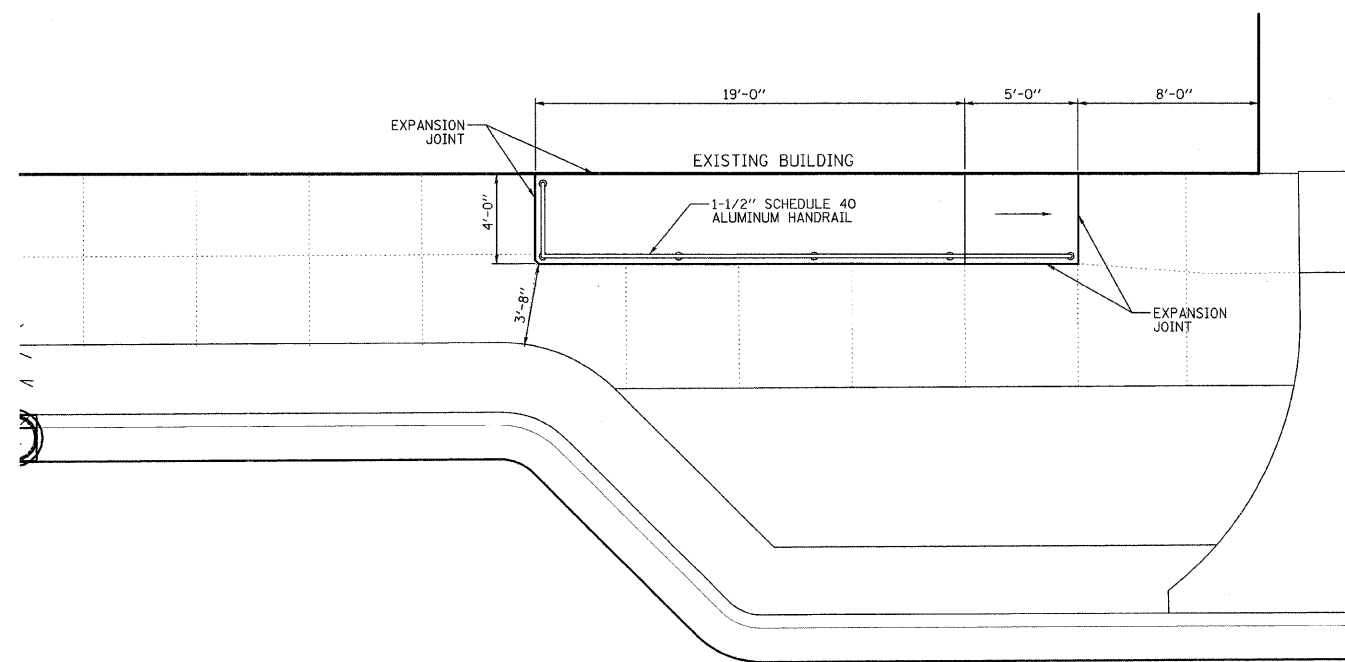 19'-0"
5'-0"
8'-0"
EXPANSION
JOINT
EXISTING BUILDING
4'-0"
1-1/2" SCHEDULE 40
ALUMINUM HANDRAIL
3'-8"
EXPANSION
JOINT